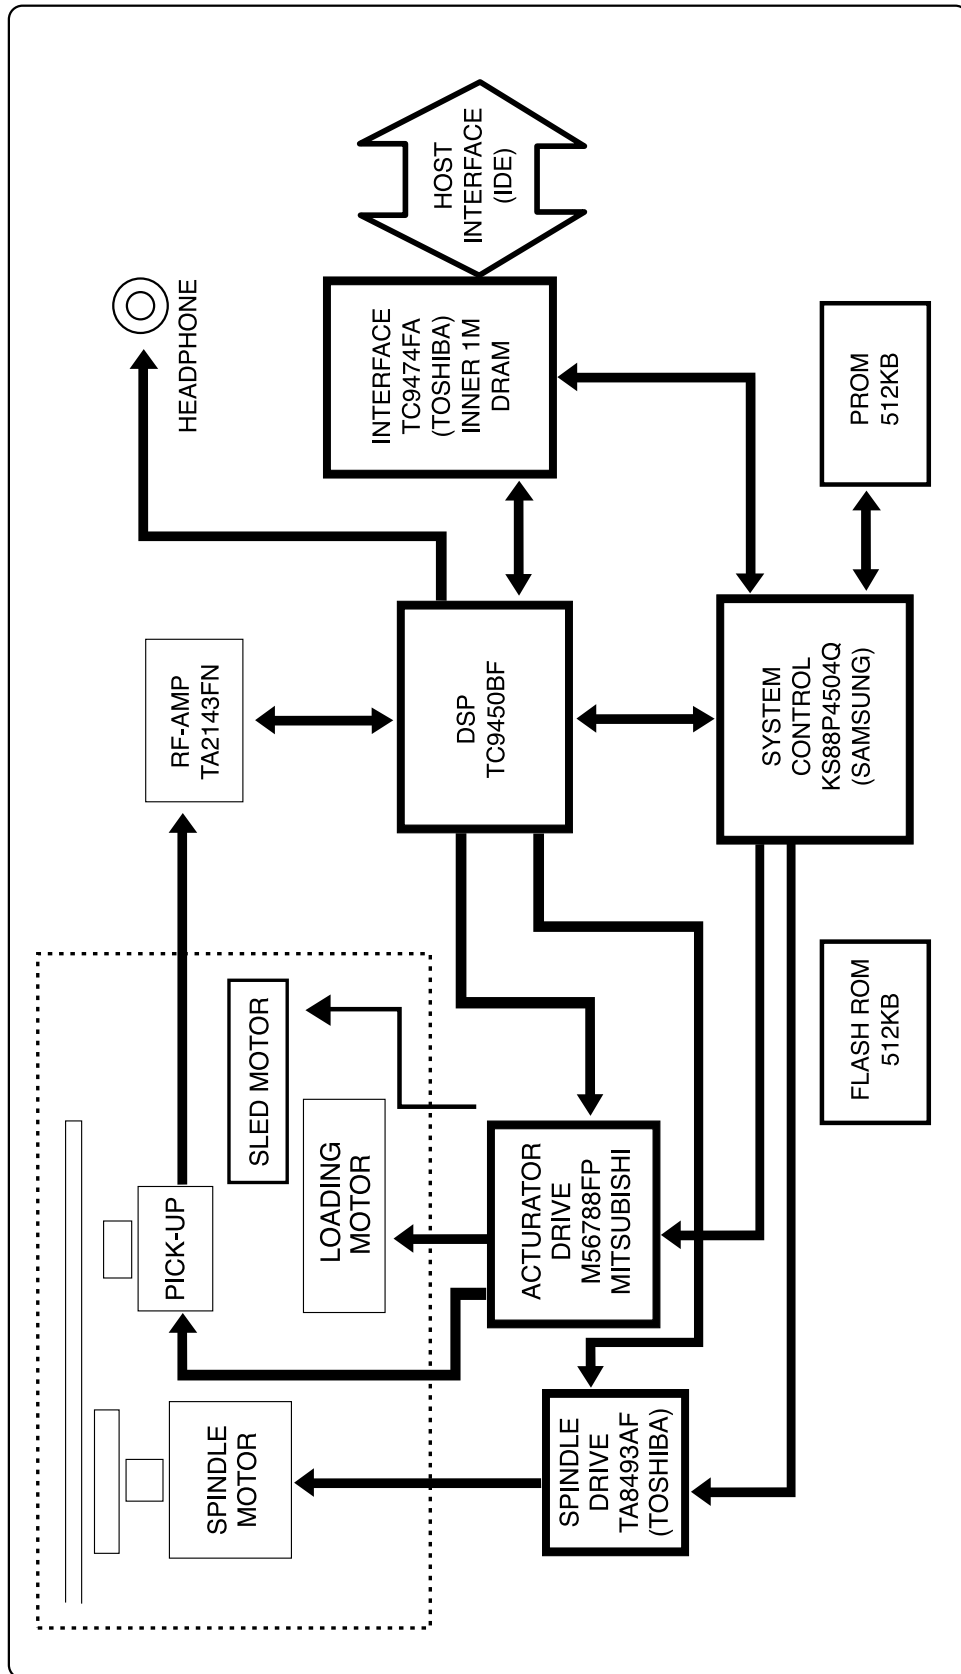 SPINDLE
MOTOR
PICK-UP
LOADING
MOTOR
SLED MOTOR
RF-AMP
TA2143FN
HEADPHONE
SPINDLE
DRIVE
TA8493AF
(TOSHIBA)
ACTURATOR
DRIVE
M56788FP
MITSUBISHI
DSP
TC9450BF
INTERFACE
TC9474FA
(TOSHIBA)
INNER 1M
DRAM
HOST
INTERFACE
(IDE)
FLASH ROM
512KB
SYSTEM
CONTROL
KS88P4504Q
(SAMSUNG)
PROM
512KB